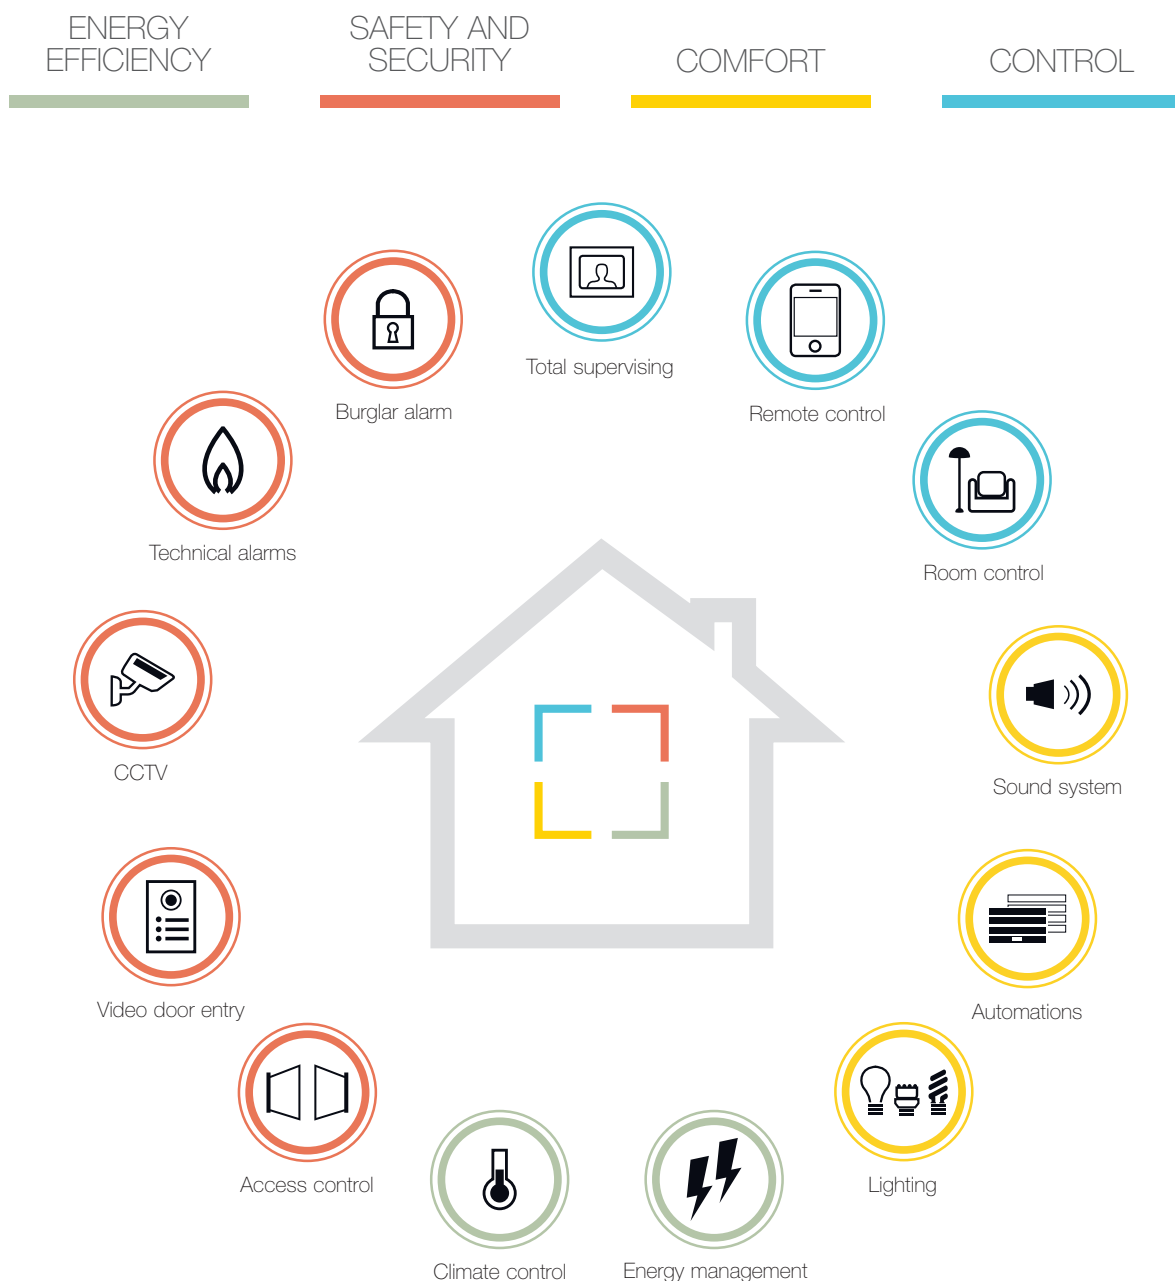 ENERGY
EFFICIENCY
SAFETY AND
SECURITY
COMFORT
CONTROL
Total supervising
Burglar alarm
Remote control
Technical alarms
Room control
CCTV
Sound system
Video door entry
Automations
Access control
Lighting
Climate control
Energy management